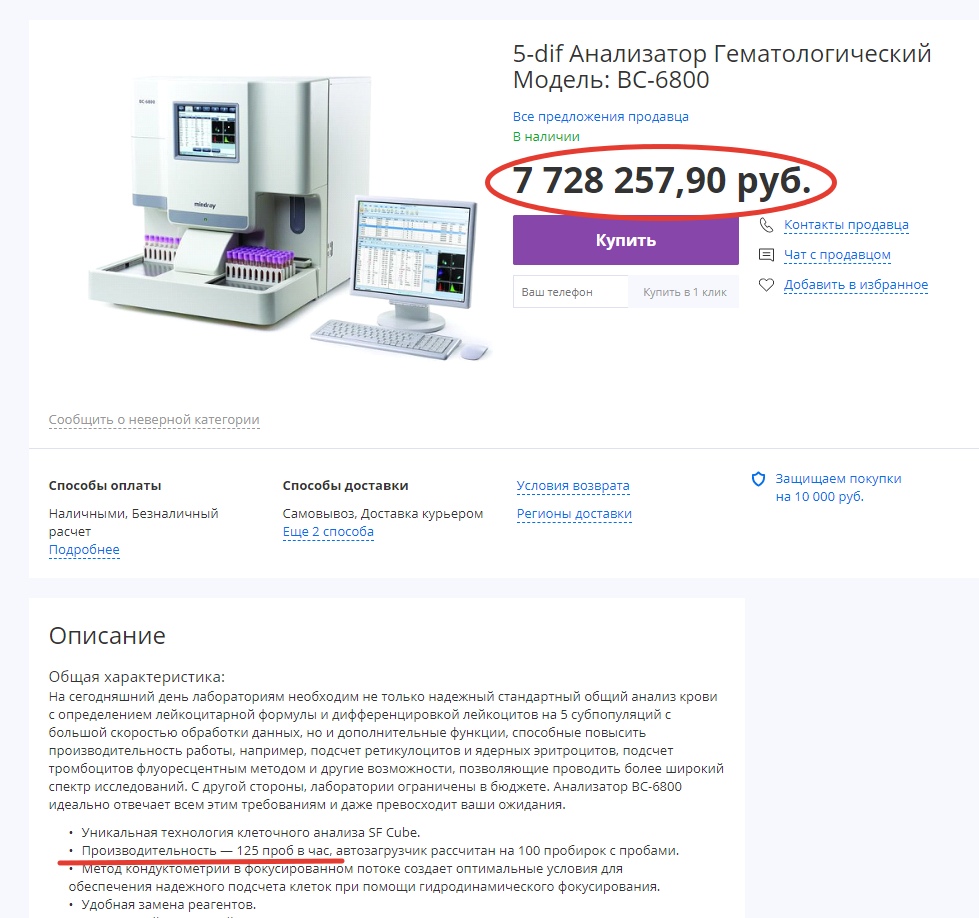 5-dif Анализатор Гематологический
Модель: BC-6800
Все предложения продавца
В наличии
7 728 257,90 руб.
Купить
Контакты продавца
Чат с продавцом
Ваш телефон
Купить в 1 клик
Добавить в избранное
BC-6800
mindray
Сообщить о неверной категории
Способы оплаты
Наличными, Безналичный
расчет
Подробнее
Способы доставки
Самовывоз, Доставка курьером
Еще 2 способа
Условия возврата
Регионы доставки
Защищаем покупки
на 10 000 руб.
Описание
Общая характеристика:
На сегодняшний день лабораториям необходим не только надежный стандартный общий анализ крови
с определением лейкоцитарной формулы и дифференцировкой лейкоцитов на 5 субпопуляций с
большой скоростью обработки данных, но и дополнительные функции, способные повысить
производительность работы, например, подсчет ретикулоцитов и ядерных эритроцитов, подсчет
тромбоцитов флуоресцентным методом и другие возможности, позволяющие проводить более широкий
спектр исследований. С другой стороны, лаборатории ограничены в бюджете. Анализатор BC-6800
идеально отвечает всем этим требованиям и даже превосходит ваши ожидания.
• Уникальная технология клеточного анализа SF Cube.
• Производительность — 125 проб в час, автозагрузчик рассчитан на 100 пробирок с пробами.
• Метод кондуктометрии в фокусированном потоке создает оптимальные условия для
обеспечения надежного подсчета клеток при помощи гидродинамического фокусирования.
• Удобная замена реагентов.